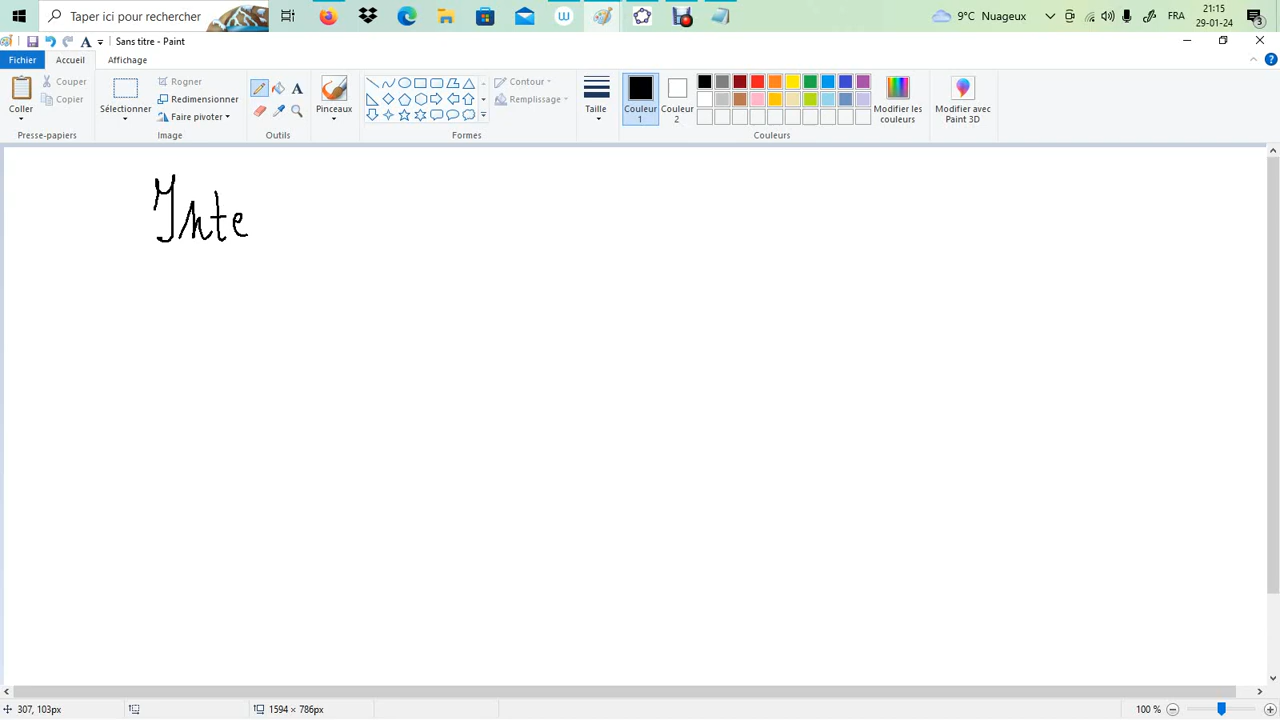 Taper ici pour rechercher
9°C Nuageux
FRA
21:15
29-01-24
3
Sans titre - Paint
Fichier
Accueil
Affichage
Coller
Couper
Copier
Presse-papiers
Sélectionner
Rogner
Redimensionner
Faire pivoter
Image
A
Outils
Pinceaux
Contour
Remplissage
Formes
Taille
Couleur
1
Couleur
2
Couleurs
Modifier les
couleurs
Modifier avec
Paint 3D
Inte
307, 103px
1594 × 786px
100 %